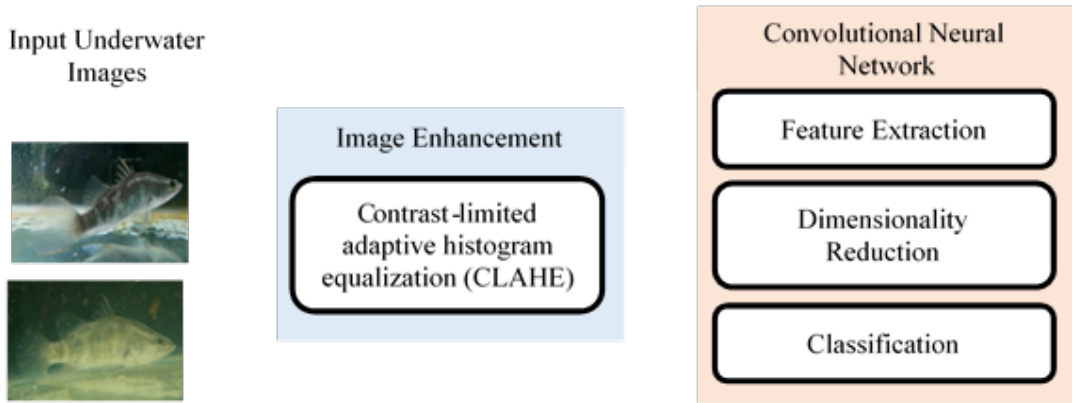 Input Underwater
Images
Image Enhancement
Contrast-limited
adaptive histogram
equalization (CLAHE)
Convolutional Neural
Network
Feature Extraction
Dimensionality
Reduction
Classification